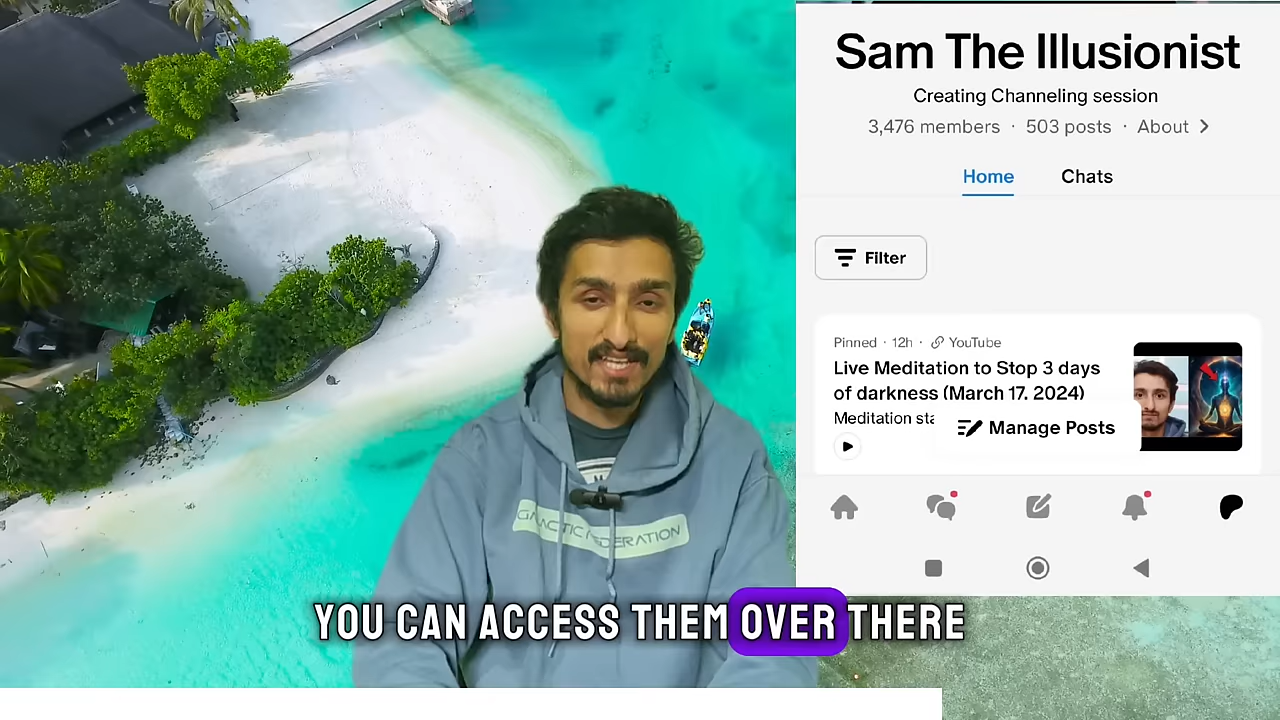 Sam The Illusionist
Creating Channeling session
3,476 members · 503 posts · About
Home Chats
Filter
Pinned · 12h · YouTube
Live Meditation to Stop 3 days
of darkness (March 17, 2024)
Meditation sta
Manage Posts
GALACTIC FEDERATION
YOU CAN ACCESS THEM OVER THERE